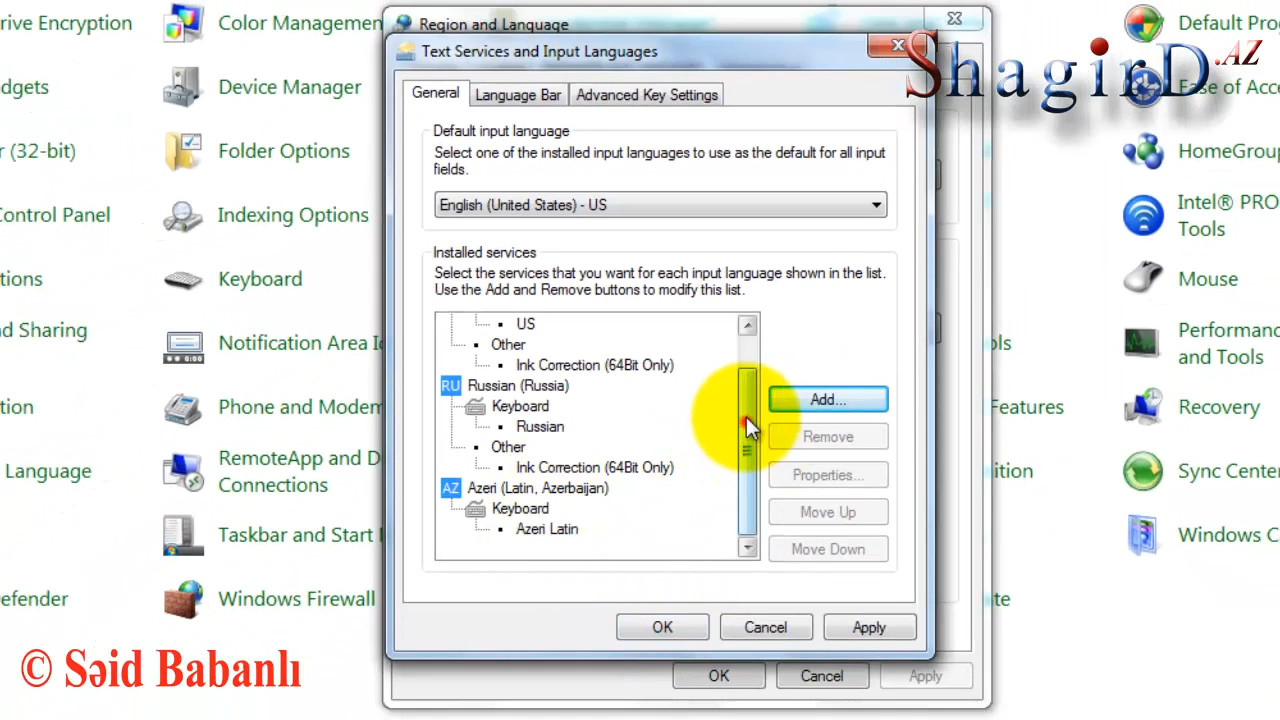 rive Encryption
Color Managemen
Region and Language
Default Prog
ShagirD.AZ
Text Services and Input Languages
adgets
Device Manager
General
Language Bar
Advanced Key Settings
Ease of Acce
Default input language
Select one of the installed input languages to use as the default for all input
fields.
r (32-bit)
Folder Options
HomeGroup
English (United States) - US
Control Panel
Indexing Options
Intel® PRO
Tools
Installed services
Select the services that you want for each input language shown in the list.
Use the Add and Remove buttons to modify this list.
tions
Keyboard
Mouse
US
Other
Ink Correction (64Bit Only)
nd Sharing
Notification Area Ic
ols
Performanc
and Tools
RU Russian (Russia)
Keyboard
Russian
Add...
tion
Phone and Modem
Features
Recovery
Remove
Other
Ink Correction (64Bit Only)
Language
RemoteApp and D
Connections
Properties...
ition
Sync Center
AZ Azeri (Latin, Azerbaijan)
Keyboard
Azeri Latin
Move Up
Taskbar and Start
Windows C
Move Down
efender
Windows Firewall
te
OK
Cancel
Apply
© Səid Babanlı
OK
Cancel
Apply